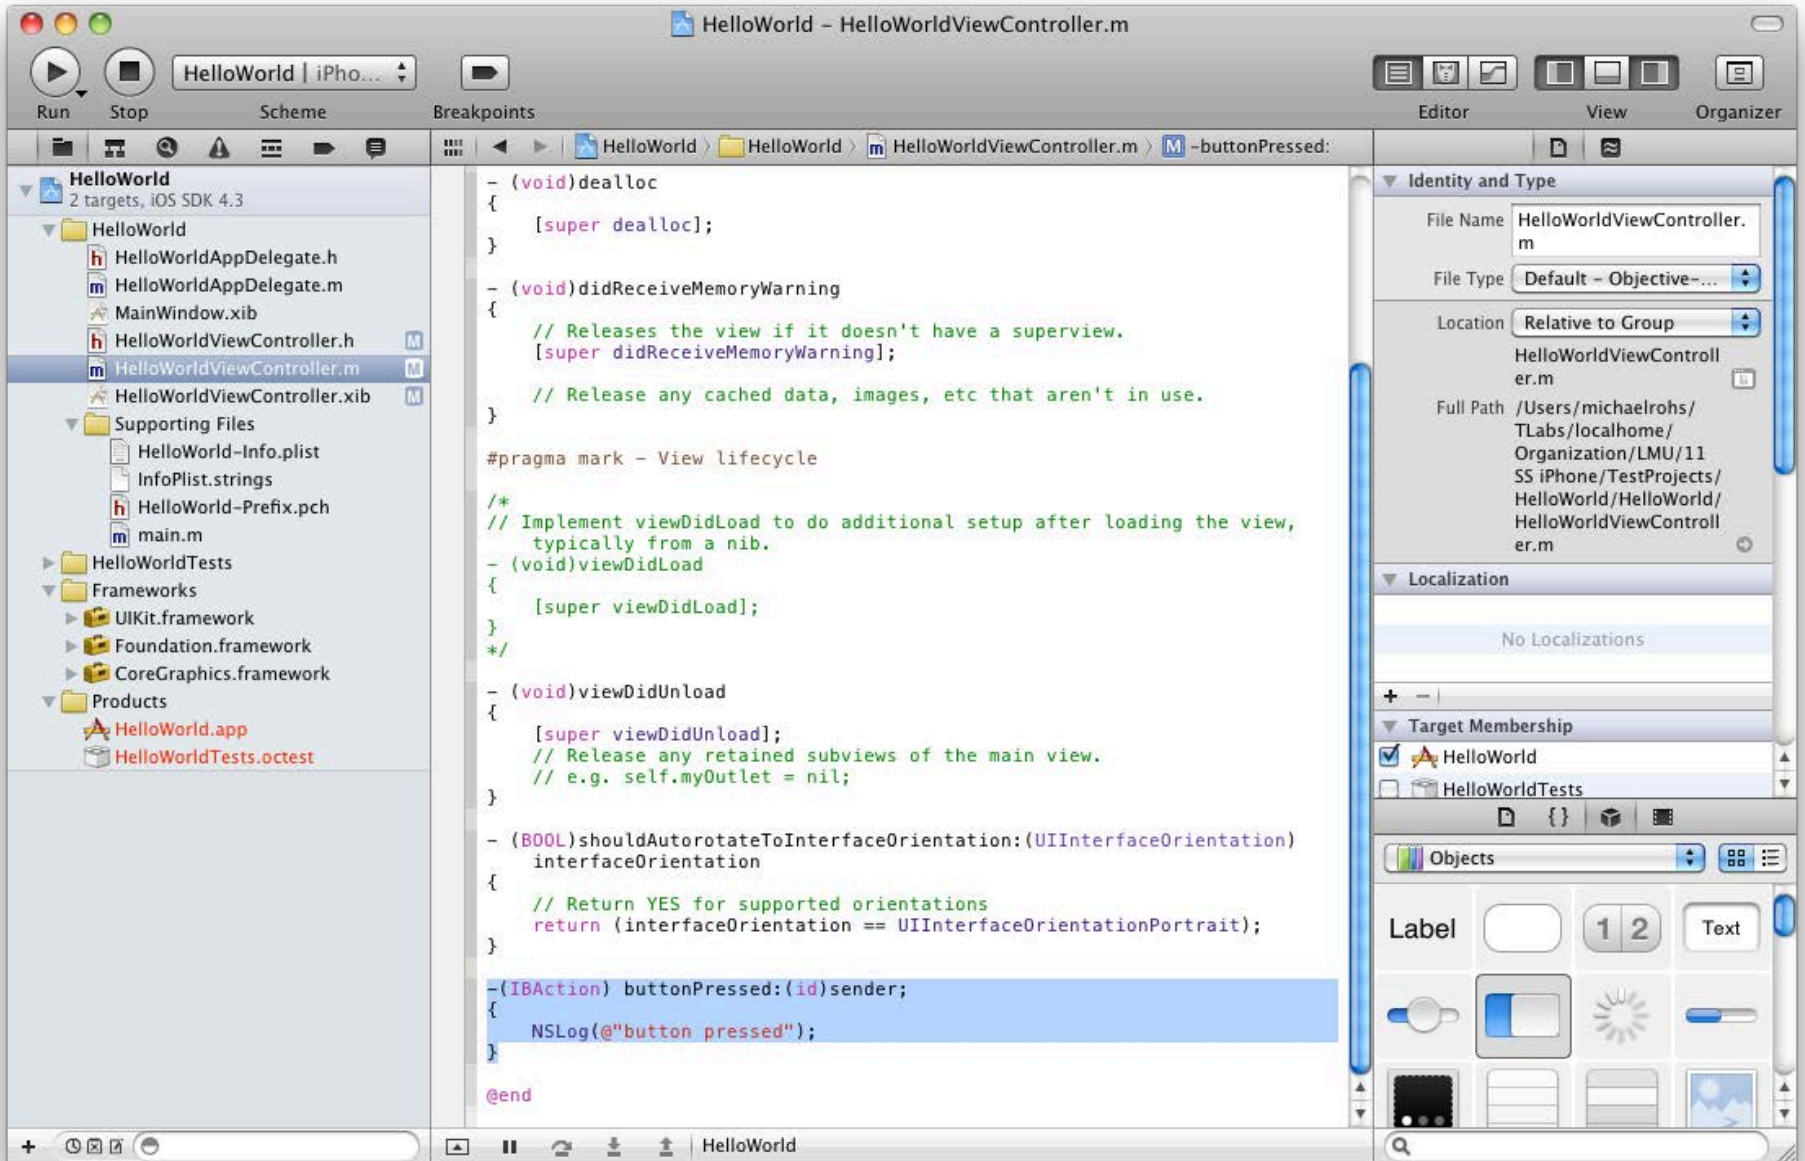 HelloWorld – HelloWorldViewController.m
HelloWorld | iPho...
Run
Stop
Scheme
Breakpoints
Editor
View
Organizer
HelloWorld
HelloWorld
HelloWorldViewController.m
M -buttonPressed:
HelloWorld
2 targets, iOS SDK 4.3
HelloWorld
h HelloWorldAppDelegate.h
m HelloWorldAppDelegate.m
MainWindow.xib
h HelloWorldViewController.h M
m HelloWorldViewController.m M
HelloWorldViewController.xib M
Supporting Files
HelloWorld-Info.plist
InfoPlist.strings
h HelloWorld-Prefix.pch
m main.m
HelloWorldTests
Frameworks
UIKit.framework
Foundation.framework
CoreGraphics.framework
Products
HelloWorld.app
HelloWorldTests.octest
- (void)dealloc
{
[super dealloc];
}
- (void)didReceiveMemoryWarning
{
// Releases the view if it doesn't have a superview.
[super didReceiveMemoryWarning];
// Release any cached data, images, etc that aren't in use.
}
#pragma mark - View lifecycle
/*
// Implement viewDidLoad to do additional setup after loading the view,
typically from a nib.
- (void)viewDidLoad
{
[super viewDidLoad];
}
*/
- (void)viewDidUnload
{
[super viewDidUnload];
// Release any retained subviews of the main view.
// e.g. self.myOutlet = nil;
}
- (BOOL)shouldAutorotateToInterfaceOrientation:(UIInterfaceOrientation)
interfaceOrientation
{
// Return YES for supported orientations
return (interfaceOrientation == UIInterfaceOrientationPortrait);
}
-(IBAction) buttonPressed:(id)sender;
{
NSLog(@"button pressed");
}
@end
HelloWorld
Identity and Type
File Name HelloWorldViewController.
m
File Type Default – Objective-...
Location Relative to Group
HelloWorldViewControll
er.m
Full Path /Users/michaelrohs/
TLabs/localhome/
Organization/LMU/11
SS iPhone/TestProjects/
HelloWorld/HelloWorld/
HelloWorldViewControll
er.m
Localization
No Localizations
+ −
Target Membership
HelloWorld
HelloWorldTests
{}
Objects
Label
1 2
Text